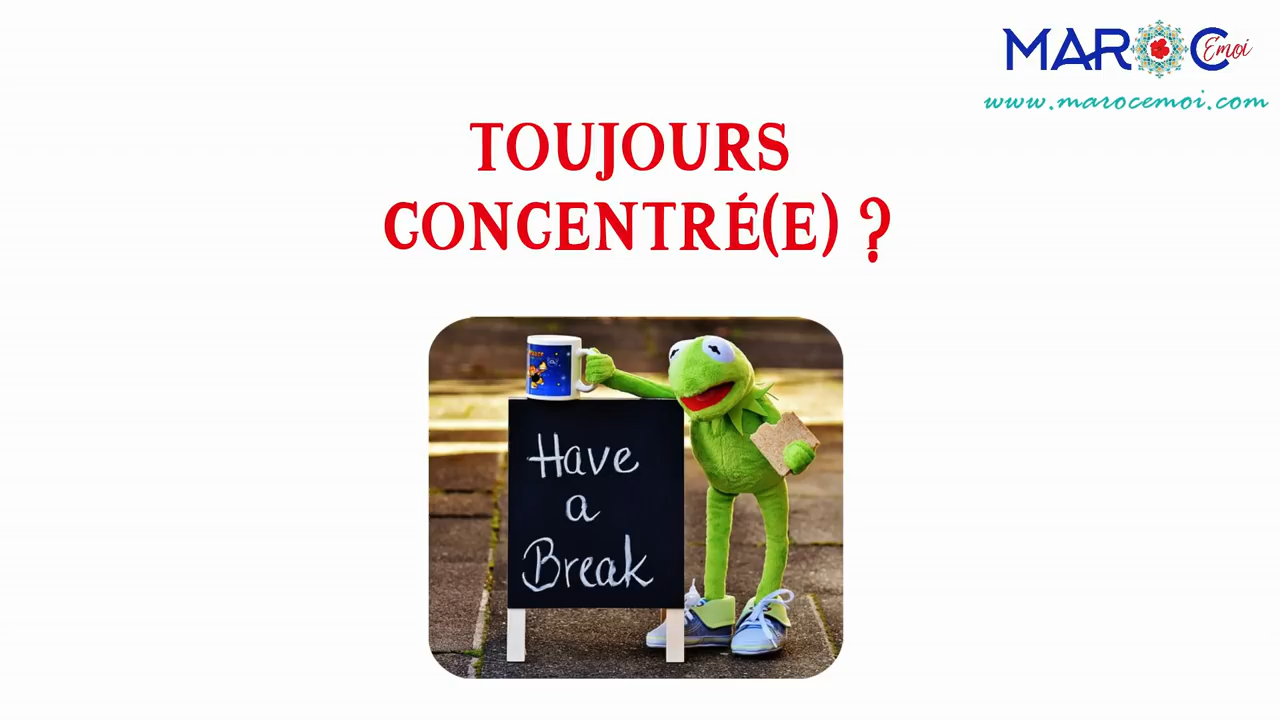 MAROC
Emoi
www.marocemoi.com
TOUJOURS
CONCENTRÉ(E) ?
Have
a
Break